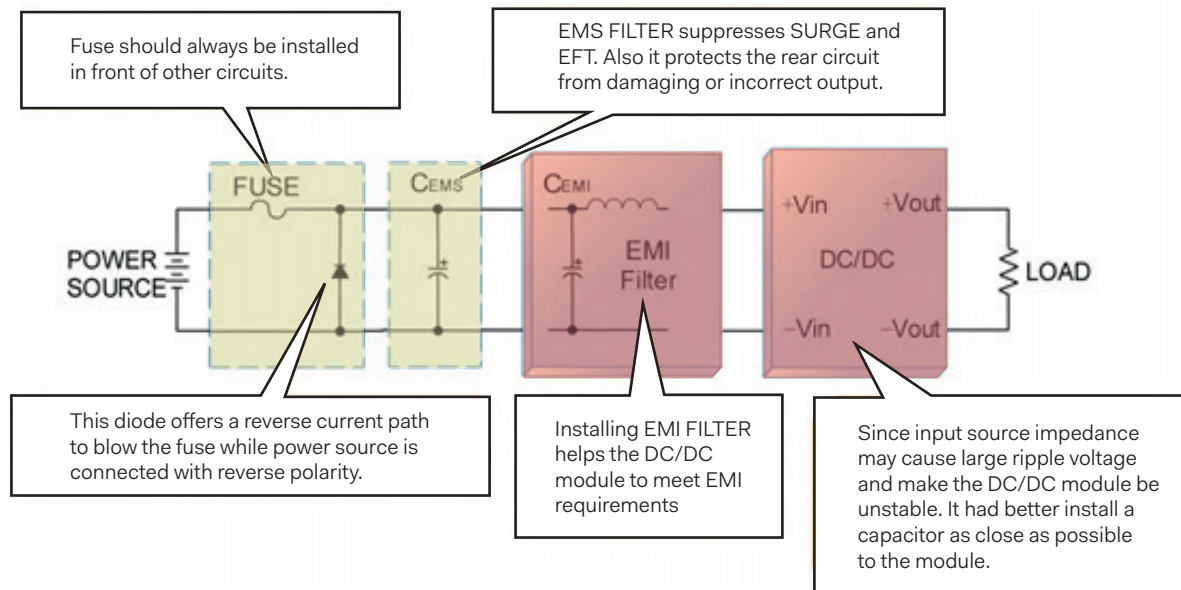 Fuse should always be installed
in front of other circuits.
EMS FILTER suppresses SURGE and
EFT. Also it protects the rear circuit
from damaging or incorrect output.
FUSE
CEMS
CEMI
+Vin
+Vout
POWER
SOURCE
EMI
Filter
DC/DC
LOAD
−Vin
−Vout
This diode offers a reverse current path
to blow the fuse while power source is
connected with reverse polarity.
Installing EMI FILTER
helps the DC/DC
module to meet EMI
requirements
Since input source impedance
may cause large ripple voltage
and make the DC/DC module be
unstable. It had better install a
capacitor as close as possible
to the module.